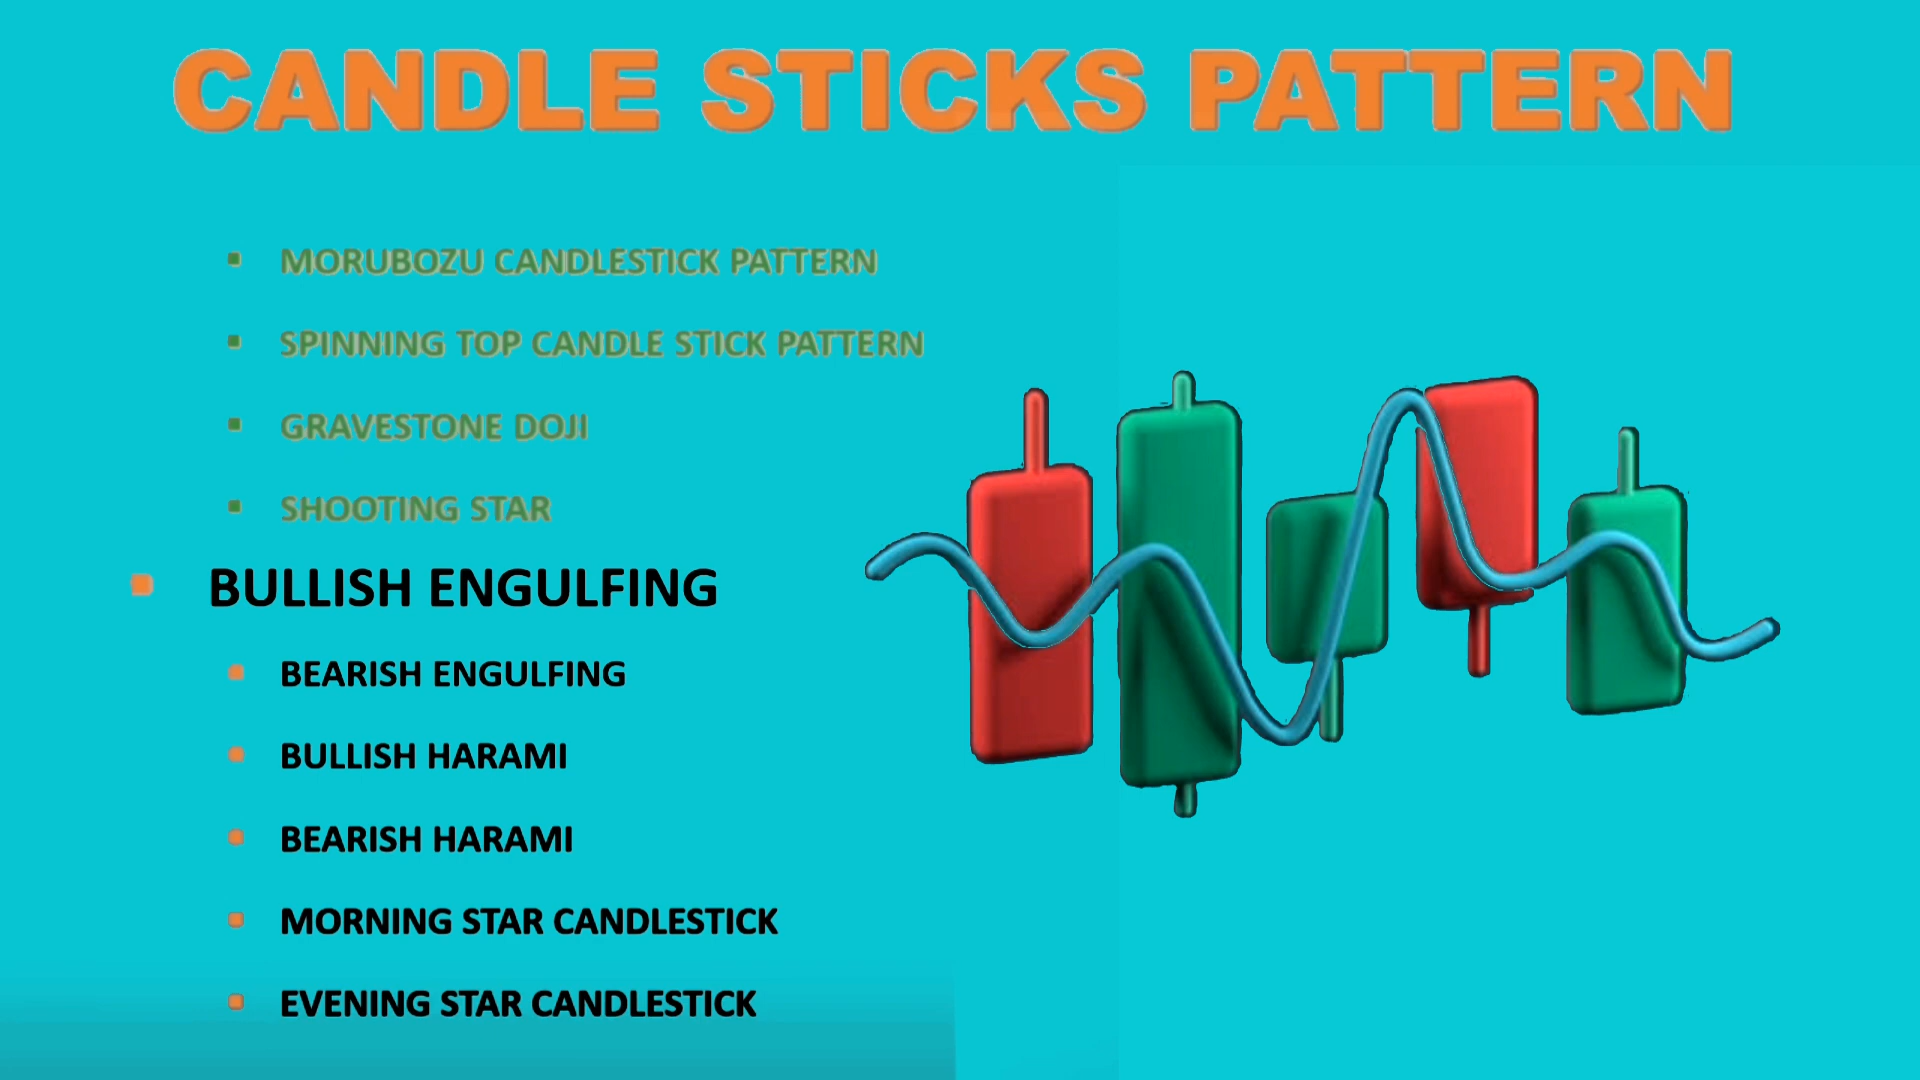 CANDLE STICKS PATTERN
MORUBOZU CANDLESTICK PATTERN
SPINNING TOP CANDLE STICK PATTERN
GRAVESTONE DOJI
SHOOTING STAR
BULLISH ENGULFING
BEARISH ENGULFING
BULLISH HARAMI
BEARISH HARAMI
MORNING STAR CANDLESTICK
EVENING STAR CANDLESTICK